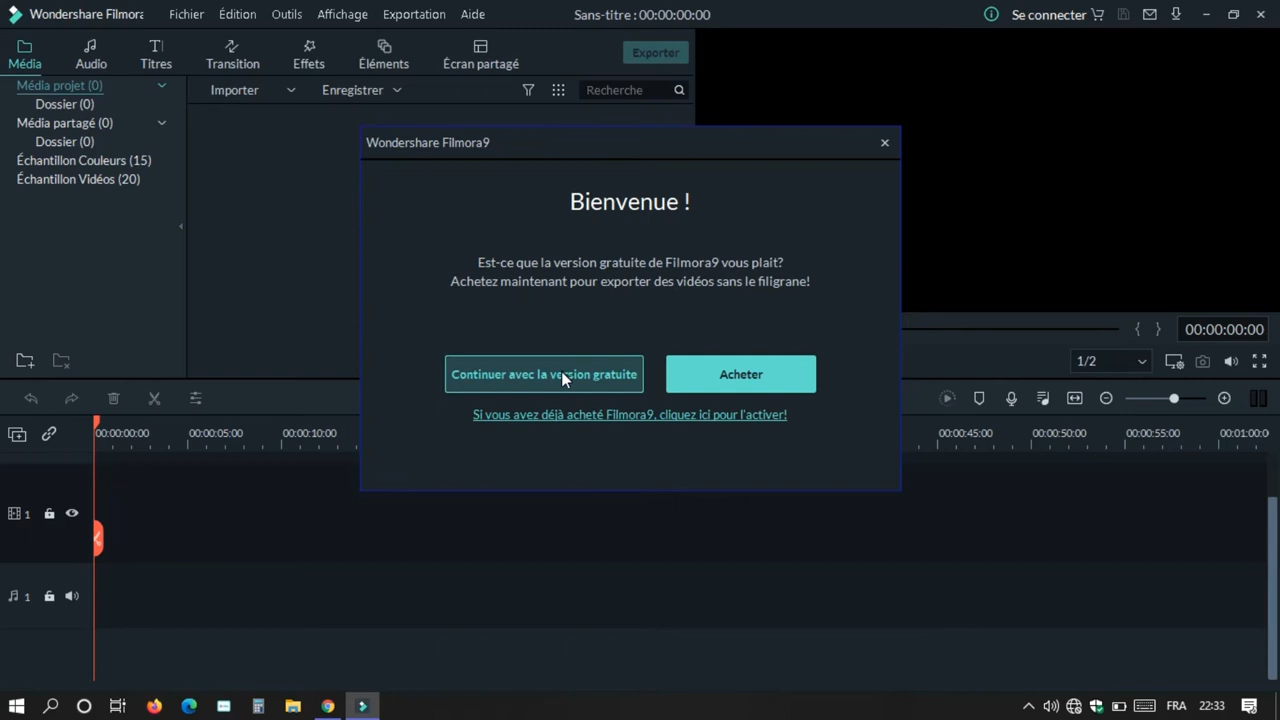 Wondershare Filmora
Fichier
Édition
Outils
Affichage
Exportation
Aide
Sans-titre : 00:00:00:00
Se connecter
Média
Audio
Titres
Transition
Effets
Éléments
Écran partagé
Exporter
Média projet (0)
Dossier (0)
Média partagé (0)
Dossier (0)
Échantillon Couleurs (15)
Échantillon Vidéos (20)
Importer
Enregistrer
Recherche
Wondershare Filmora9
Bienvenue !
Est-ce que la version gratuite de Filmora9 vous plait?
Achetez maintenant pour exporter des vidéos sans le filigrane!
Continuer avec la version gratuite
Acheter
Si vous avez déjà acheté Filmora9, cliquez ici pour l'activer!
{ }
00:00:00:00
1/2
00:00:00:00
00:00:05:00
00:00:10:00
00:00:45:00
00:00:50:00
00:00:55:00
00:01:00:0
1
1
FRA
22:33